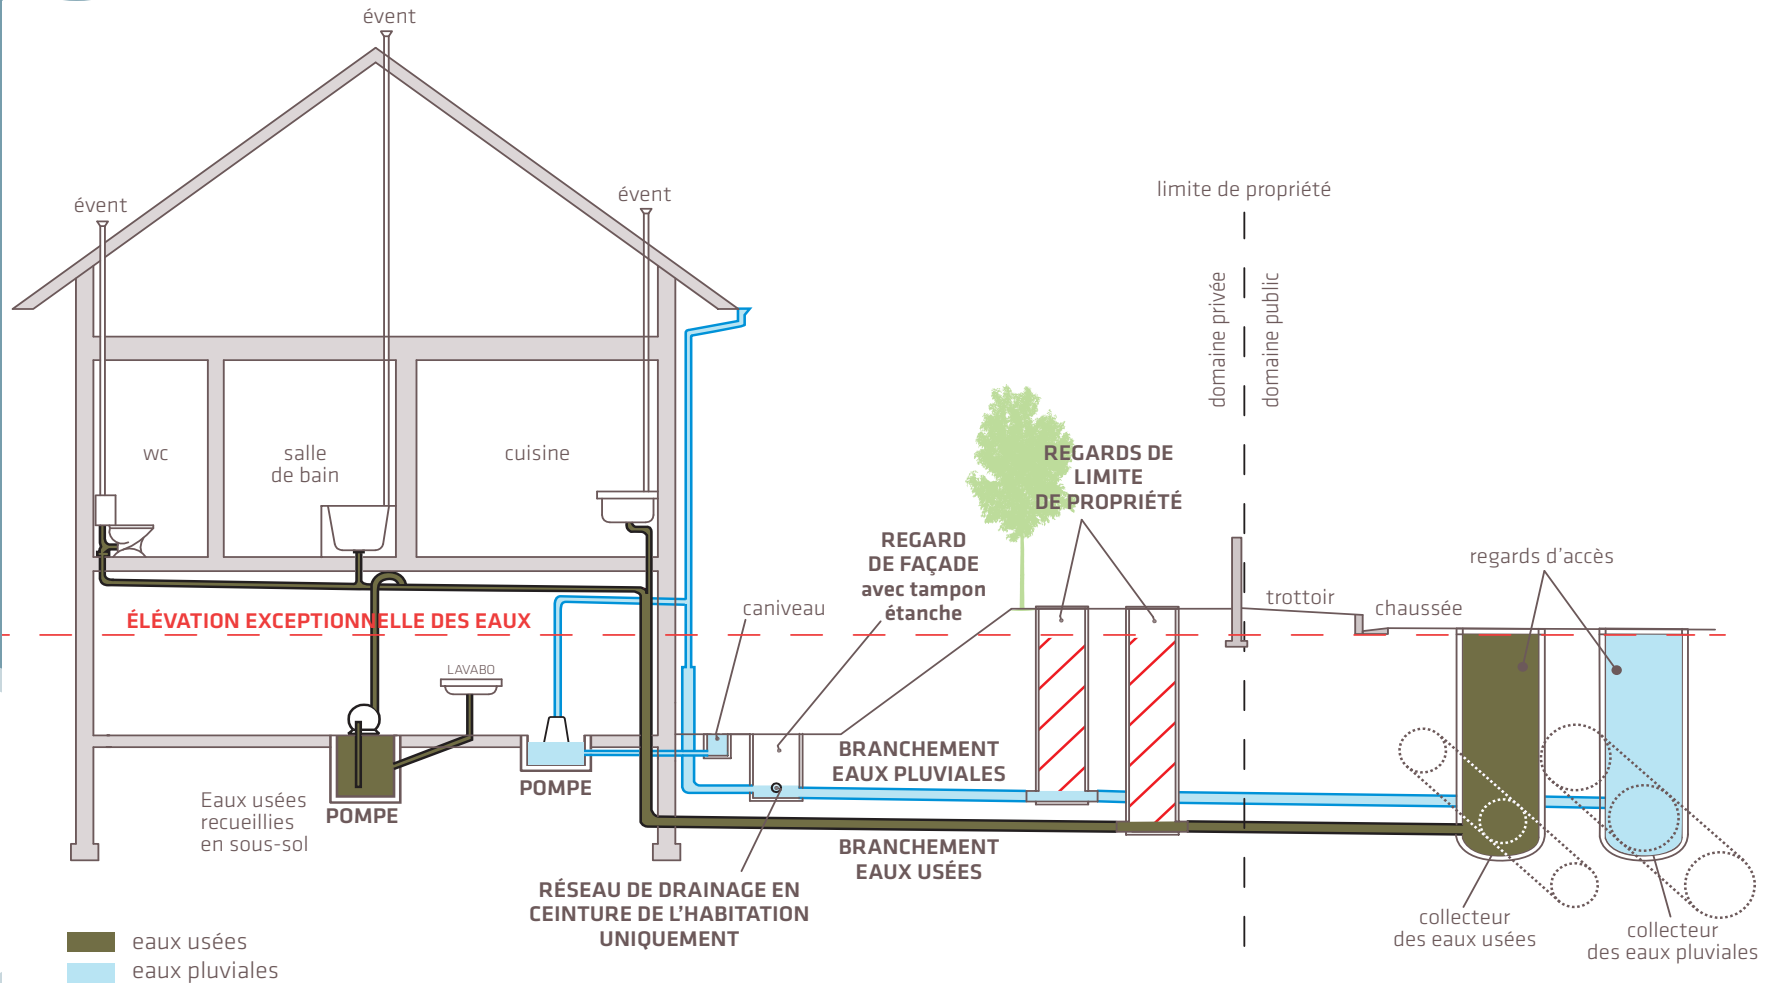 évent
évent
évent
limite de propriété
domaine privée
domaine public
wc
salle
de bain
cuisine
REGARDS DE
LIMITE
DE PROPRIÉTÉ
REGARD
DE FAÇADE
avec tampon
étanche
regards d'accès
caniveau
trottoir
chaussée
ÉLÉVATION EXCEPTIONNELLE DES EAUX
LAVABO
BRANCHEMENT
EAUX PLUVIALES
POMPE
Eaux usées
recueillies
en sous-sol
POMPE
BRANCHEMENT
EAUX USÉES
RÉSEAU DE DRAINAGE EN
CEINTURE DE L'HABITATION
UNIQUEMENT
collecteur
des eaux usées
collecteur
des eaux pluviales
eaux usées
eaux pluviales